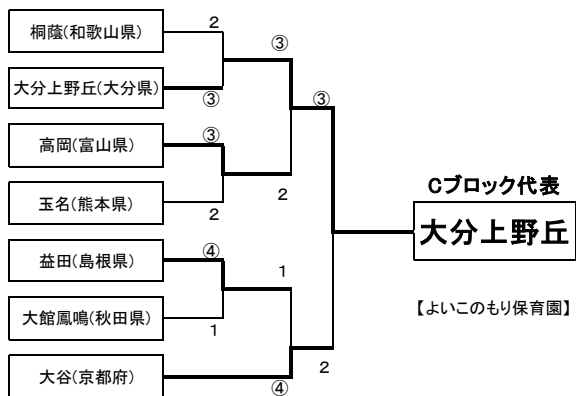 桐蔭(和歌山県)
2
③
大分上野丘(大分県)
③
③
高岡(富山県)
③
玉名(熊本県)
2
2
Cブロック代表
大分上野丘
益田(島根県)
④
1
大館鳳鳴(秋田県)
1
【よいこのもり保育園】
大谷(京都府)
④
2